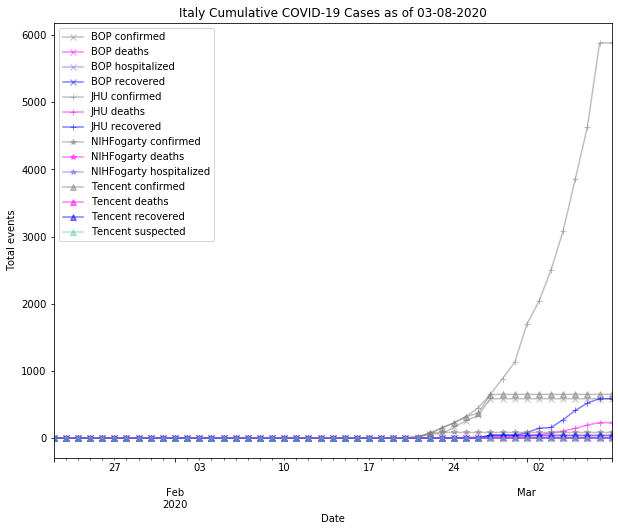 Italy Cumulative COVID-19 Cases as of 03-08-2020
6000
5000
4000
3000
2000
1000
0
Total events
BOP confirmed
BOP deaths
BOP hospitalized
BOP recovered
JHU confirmed
JHU deaths
JHU recovered
NIHFogarty confirmed
NIHFogarty deaths
NIHFogarty hospitalized
Tencent confirmed
Tencent deaths
Tencent recovered
Tencent suspected
27 03 10 17 24 02
Feb Mar
2020
Date